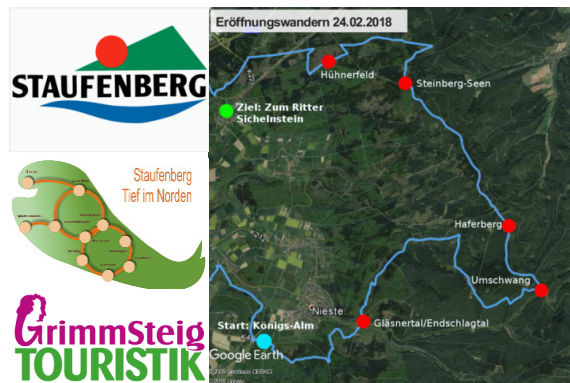 STAUFENBERG
Staufenberg
Tief im Norden
GrimmSteig
TOURISTIK
Eröffnungswandern 24.02.2018
Hühnerfeld
Steinberg-Seen
Ziel: Zum Ritter
Sichelnstein
Haferberg
Umschwang
Nieste
Gläsnertal/Endschlagtal
Start: Königs-Alm
Google Earth